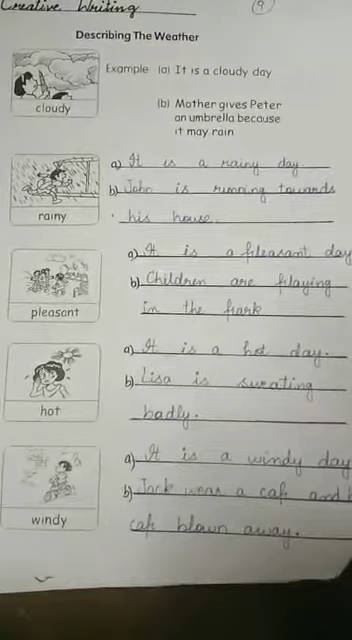 Creative Writing
9
Describing The Weather
Example (a) It is a cloudy day
cloudy
(b) Mother gives Peter
an umbrella because
it may rain
a) It is a rainy day
b) John is running towards
rainy
his house.
a) It is a pleasant day
b) Children are playing
in the park
pleasant
a) It is a hot day.
b) Lisa is sweating
hot
badly.
a) It is a windy day
b) Jack wear a cap and
windy
cap blown away.